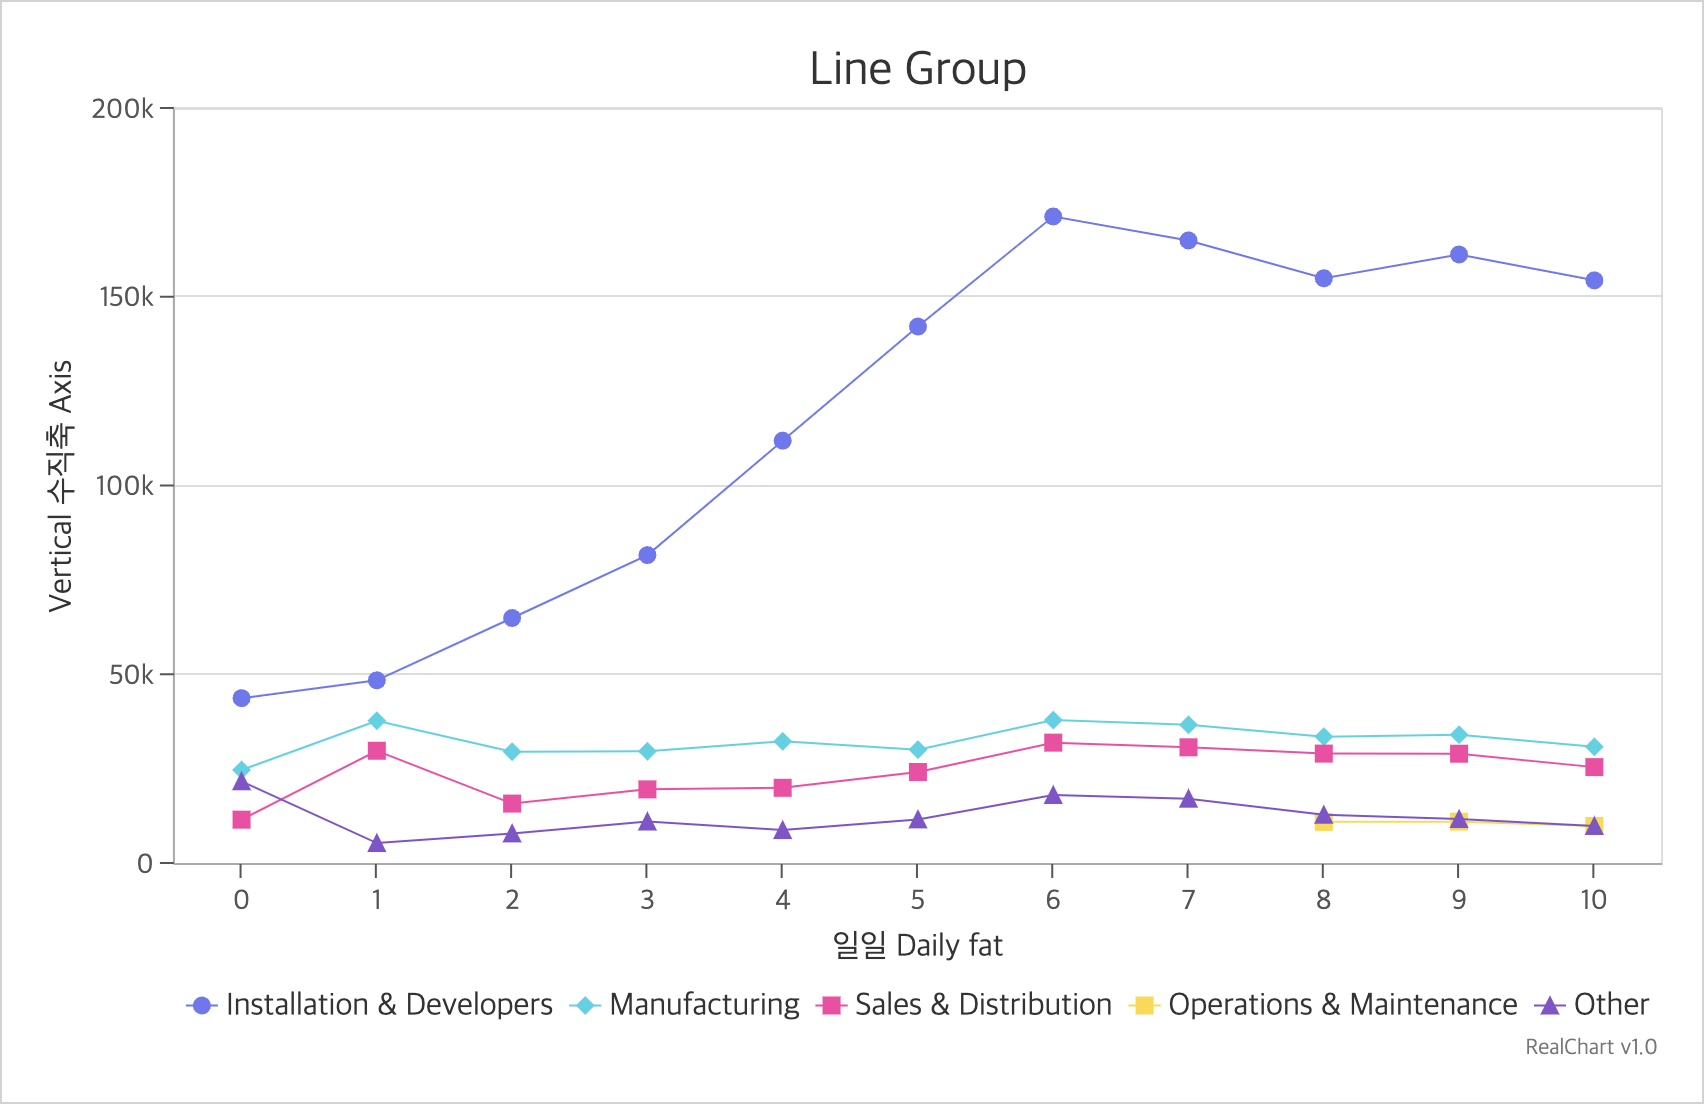 Line Group
200k
150k
100k
50k
0
Vertical 수직축 Axis
0 1 2 3 4 5 6 7 8 9 10
일일 Daily fat
Installation & Developers Manufacturing Sales & Distribution Operations & Maintenance Other
RealChart v1.0